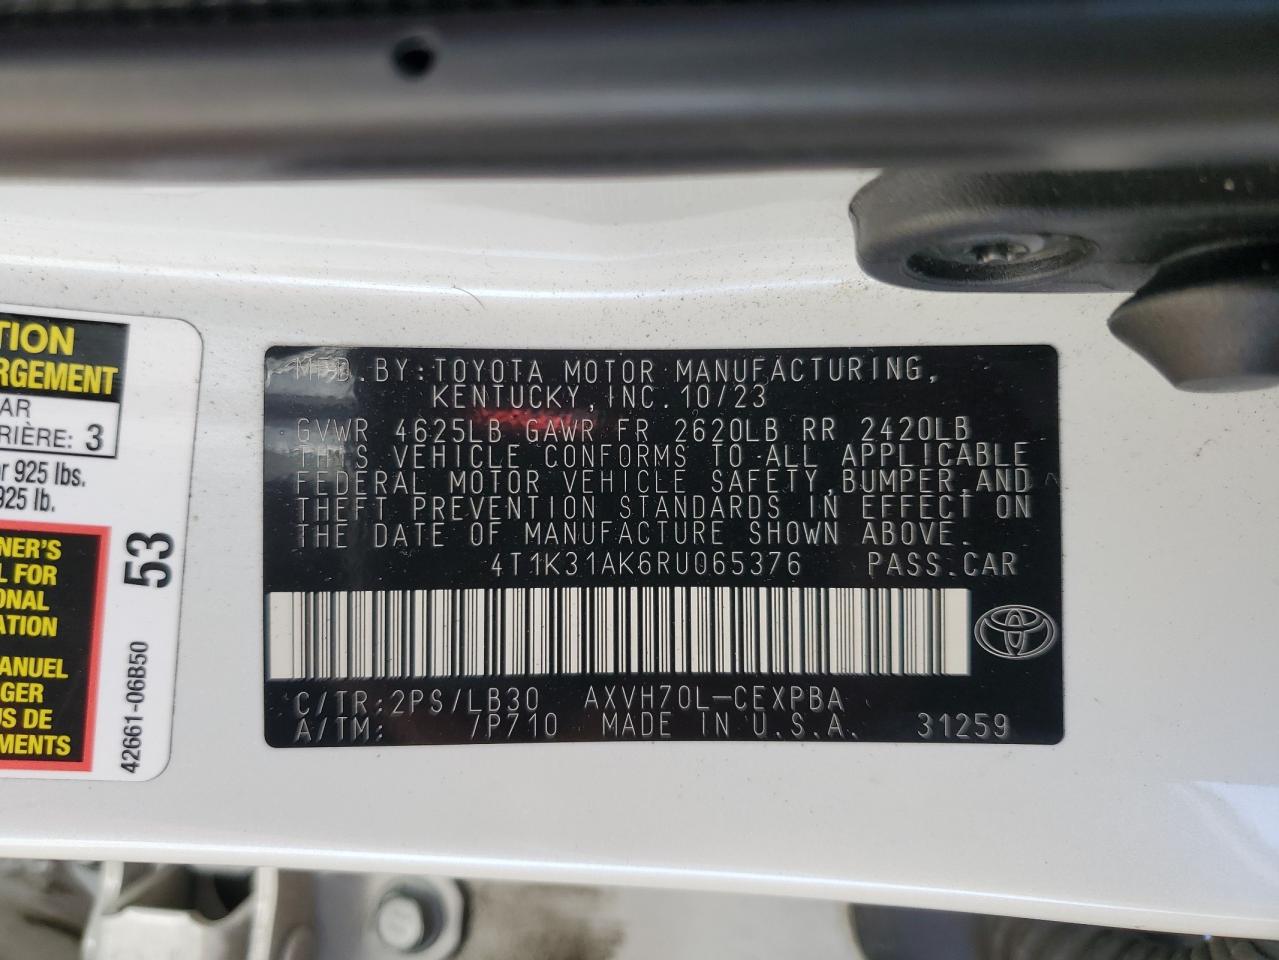 TION
RGEMENT
AR
RIÈRE: 3
r 925 lbs.
925 lb.
NER'S
L FOR
ONAL
ATION
MANUEL
GER
US DE
MENTS
53
42661-06B50
MFD. BY: TOYOTA MOTOR MANUFACTURING,
KENTUCKY, INC. 10/23
GVWR 4625LB GAWR FR 2620LB RR 2420LB
THIS VEHICLE CONFORMS TO ALL APPLICABLE
FEDERAL MOTOR VEHICLE SAFETY, BUMPER, AND
THEFT PREVENTION STANDARDS IN EFFECT ON
THE DATE OF MANUFACTURE SHOWN ABOVE.
4T1K31AK6RU065376 PASS. CAR
C/TR: 2PS/LB30 AXVH70L-CEXPBA
A/TM: /P710 MADE IN U.S.A. 31259